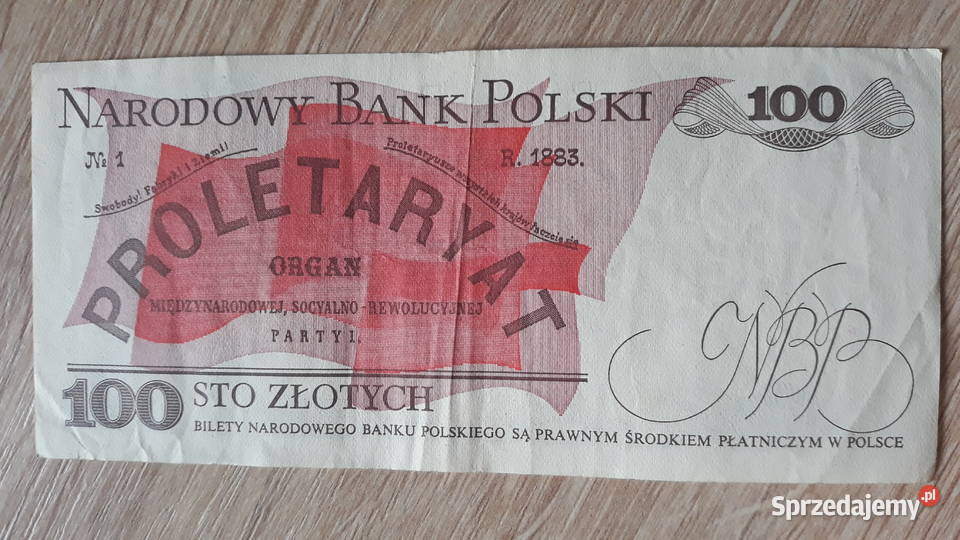 NARODOWY BANK POLSKI
100
№ 1
R. 1883.
Swobody! Fabryk! i Ziemi!
Proletaryusze wszystkich krajów łączcie się
PROLETARYAT
ORGAN
MIĘDZYNARODOWEJ, SOCYALNO-REWOLUCYJNEJ
PARTYI.
NBP
100 STO ZŁOTYCH
BILETY NARODOWEGO BANKU POLSKIEGO SĄ PRAWNYM ŚRODKIEM PŁATNICZYM W POLSCE
Sprzedajemy.pl